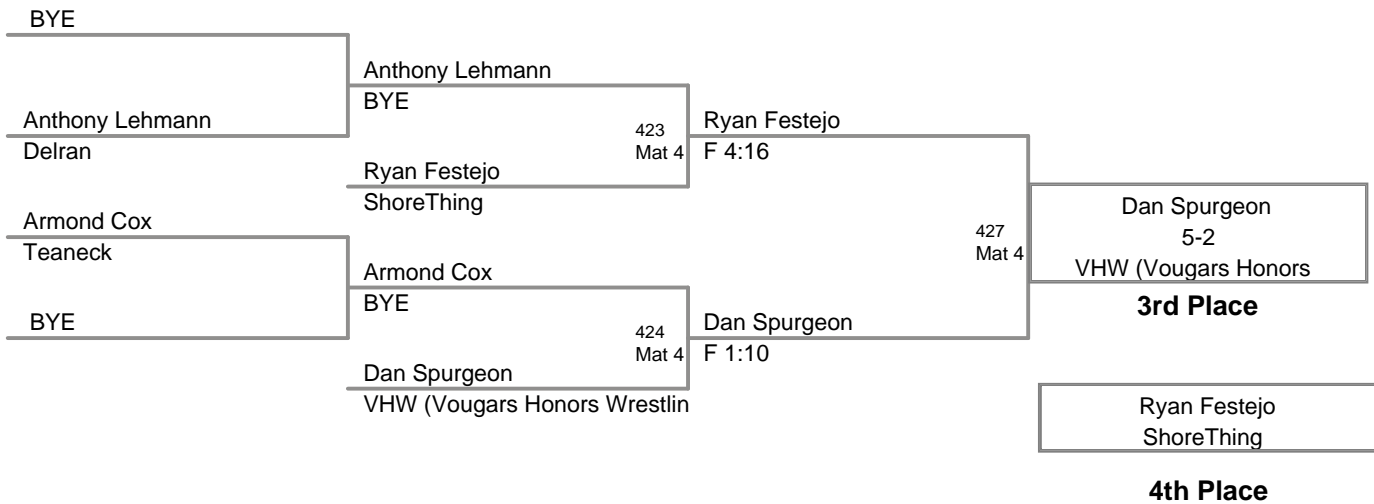 BYE
Anthony Lehmann
BYE
Anthony Lehmann
Delran
423
Mat 4
Ryan Festejo
F 4:16
Ryan Festejo
ShoreThing
Armond Cox
Teaneck
427
Mat 4
Dan Spurgeon
5-2
VHW (Vougars Honors
3rd Place
Armond Cox
BYE
BYE
424
Mat 4
Dan Spurgeon
F 1:10
Dan Spurgeon
VHW (Vougars Honors Wrestlin
Ryan Festejo
ShoreThing
4th Place